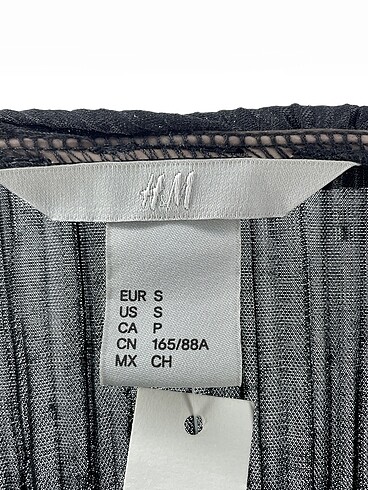 H&M
EUR S
US S
CA P
CN 165/88A
MX CH